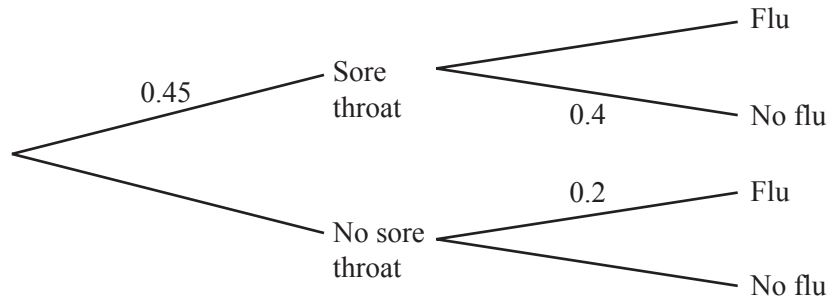 Flu
Sore
throat
0.45
0.4
No flu
0.2
Flu
No sore
throat
No flu